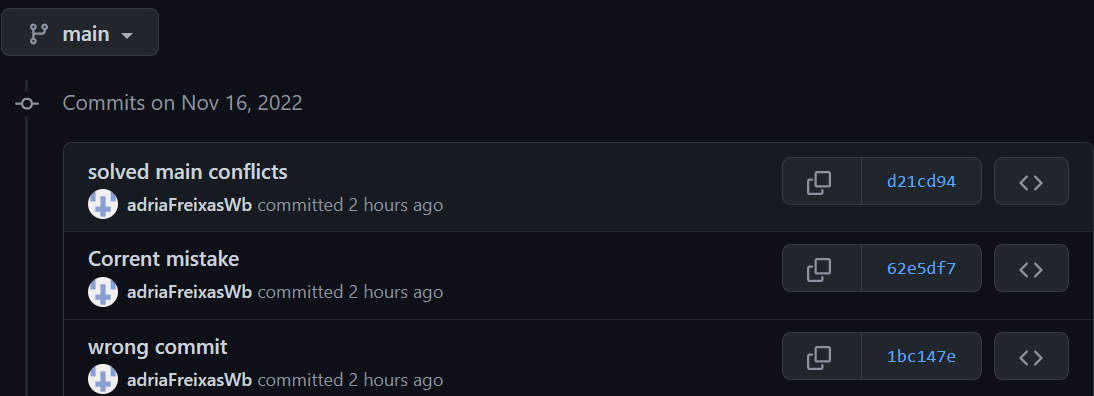 main
Commits on Nov 16, 2022
solved main conflicts
adriaFreixasWb committed 2 hours ago
d21cd94
Corrent mistake
adriaFreixasWb committed 2 hours ago
62e5df7
wrong commit
adriaFreixasWb committed 2 hours ago
1bc147e